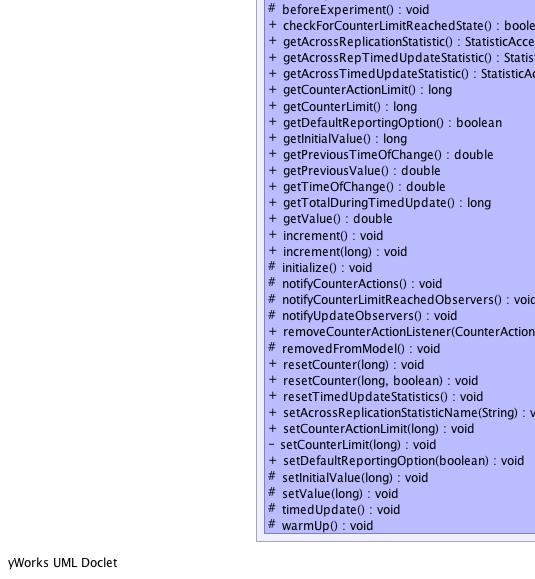 # beforeExperiment() : void
+ checkForCounterLimitReachedState() : boole
+ getAcrossReplicationStatistic() : StatisticAcce
+ getAcrossRepTimedUpdateStatistic() : Statis
+ getAcrossTimedUpdateStatistic() : StatisticAc
+ getCounterActionLimit() : long
+ getCounterLimit() : long
+ getDefaultReportingOption() : boolean
+ getInitialValue() : long
+ getPreviousTimeOfChange() : double
+ getPreviousValue() : double
+ getTimeOfChange() : double
+ getTotalDuringTimedUpdate() : long
+ getValue() : double
+ increment() : void
+ increment(long) : void
# initialize() : void
# notifyCounterActions() : void
# notifyCounterLimitReachedObservers() : void
# notifyUpdateObservers() : void
+ removeCounterActionListener(CounterAction
# removedFromModel() : void
+ resetCounter(long) : void
+ resetCounter(long, boolean) : void
+ resetTimedUpdateStatistics() : void
+ setAcrossReplicationStatisticName(String) : v
+ setCounterActionLimit(long) : void
- setCounterLimit(long) : void
+ setDefaultReportingOption(boolean) : void
# setInitialValue(long) : void
# setValue(long) : void
# timedUpdate() : void
# warmUp() : void
yWorks UML Doclet